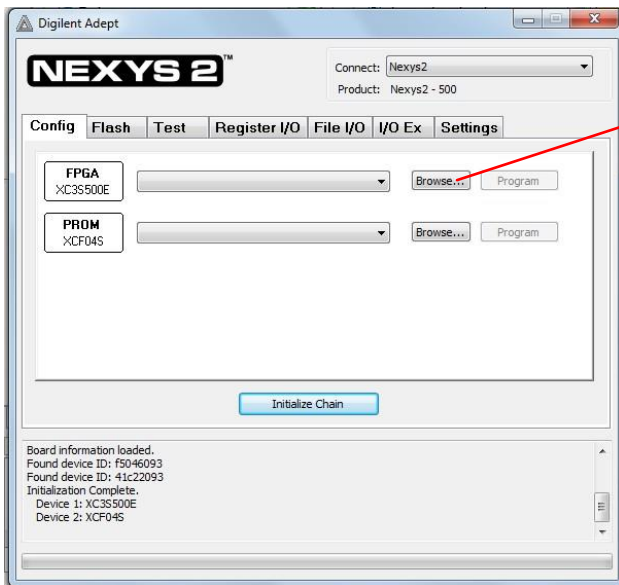 Digilent Adept
NEXYS 2™
Connect: Nexys2
Product: Nexys2 - 500
Config Flash Test Register I/O File I/O I/O Ex Settings
FPGA
XC3S500E
Browse... Program
PROM
XCF04S
Browse... Program
Initialize Chain
Board information loaded.
Found device ID: f5046093
Found device ID: 41c22093
Initialization Complete.
Device 1: XC3S500E
Device 2: XCF04S